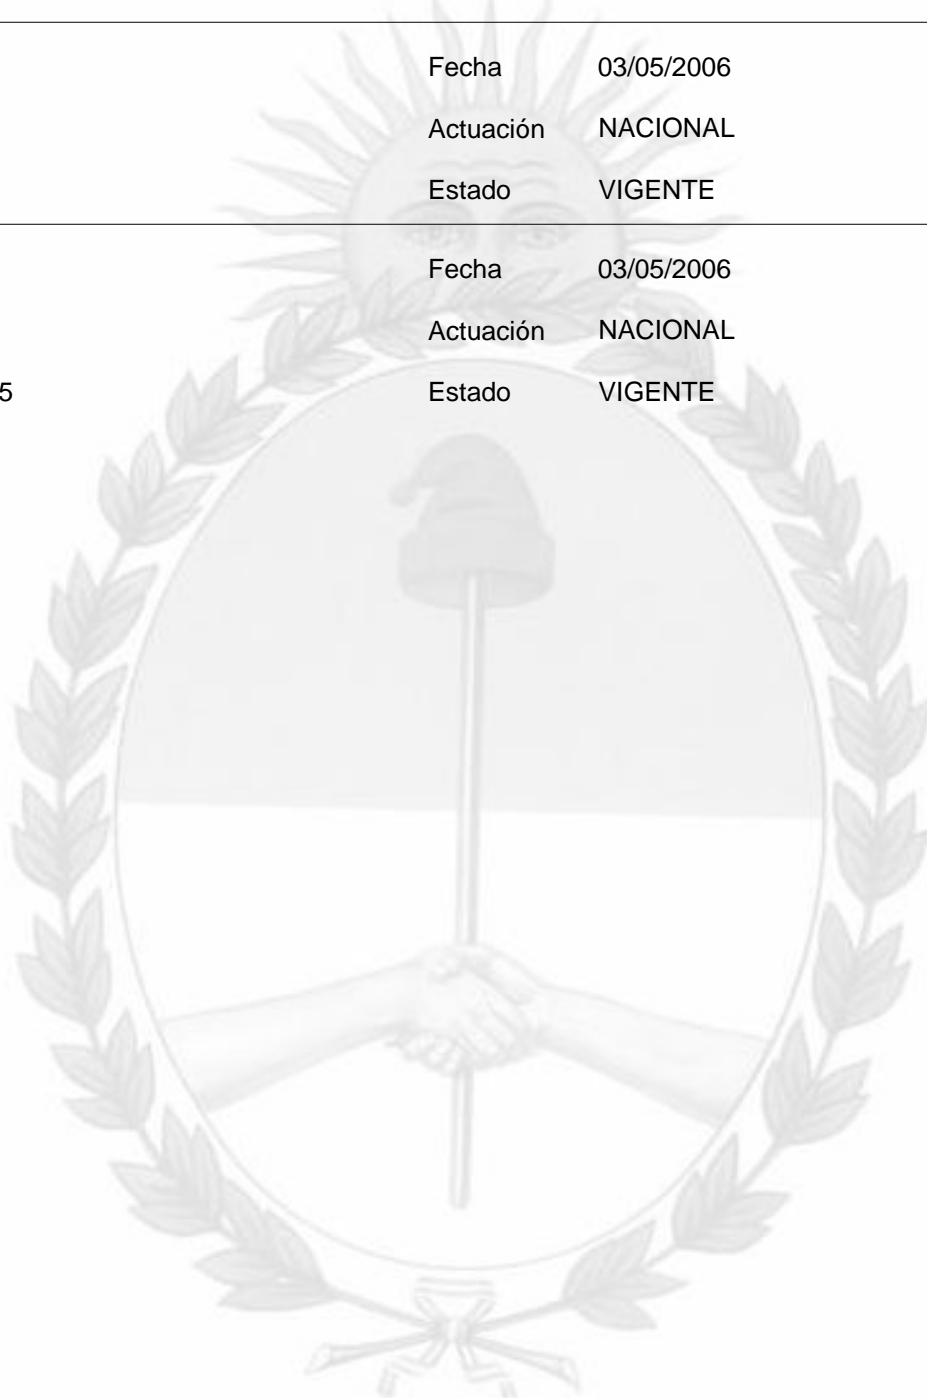 Fecha 03/05/2006
Actuación NACIONAL
Estado VIGENTE
Fecha 03/05/2006
Actuación NACIONAL
5 Estado VIGENTE